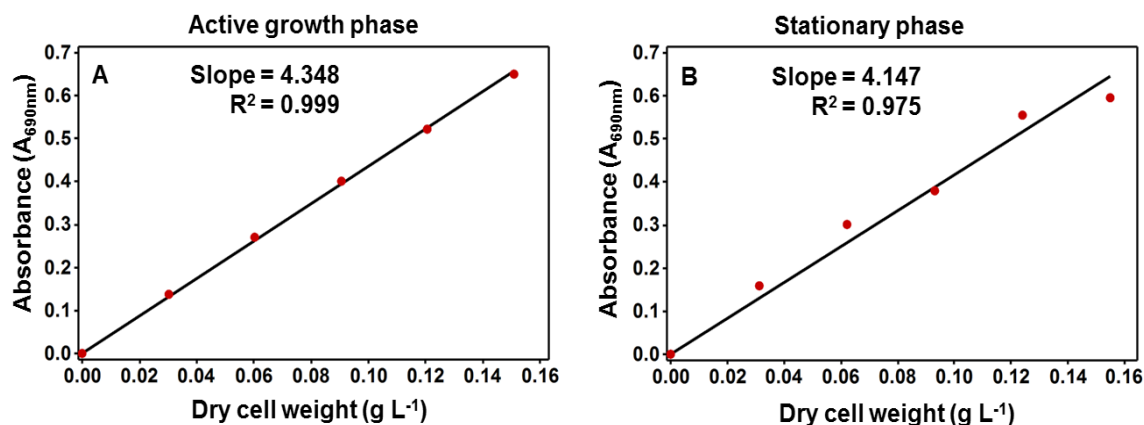 Active growth phase
A
Slope = 4.348
R² = 0.999
Absorbance (A₆₉₀ₙₘ)
0.7
0.6
0.5
0.4
0.3
0.2
0.1
0.0
0.00 0.02 0.04 0.06 0.08 0.10 0.12 0.14 0.16
Dry cell weight (g L⁻¹)
Stationary phase
B
Slope = 4.147
R² = 0.975
Absorbance (A₆₉₀ₙₘ)
0.7
0.6
0.5
0.4
0.3
0.2
0.1
0.0
0.00 0.02 0.04 0.06 0.08 0.10 0.12 0.14 0.16
Dry cell weight (g L⁻¹)